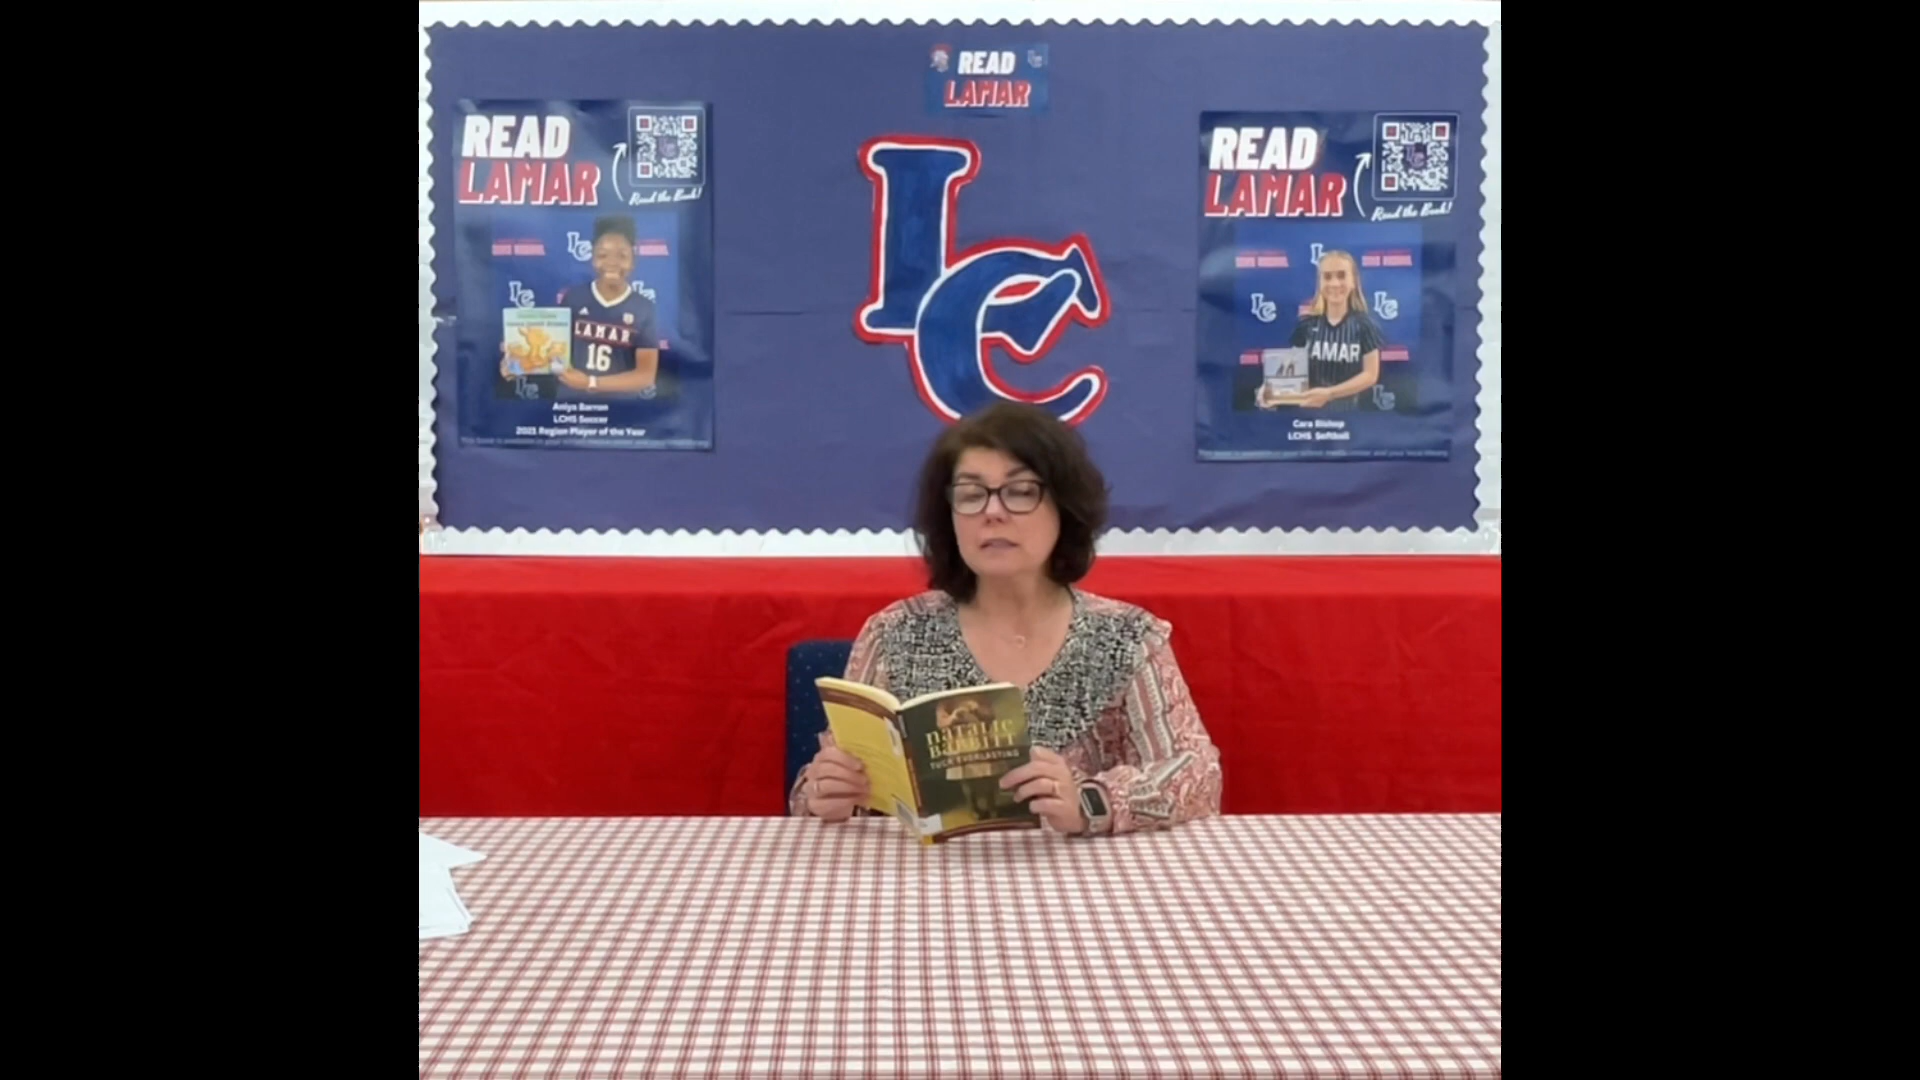 READ
LAMAR
READ
LAMAR
Read the Book!
LAMAR
16
Aniya Barron
LCHS Soccer
2021 Region Player of the Year
LC
READ
LAMAR
Read the Book!
LAMAR
Cara Bishop
LCHS Softball
NATALIE
BABBITT
TUCK EVERLASTING